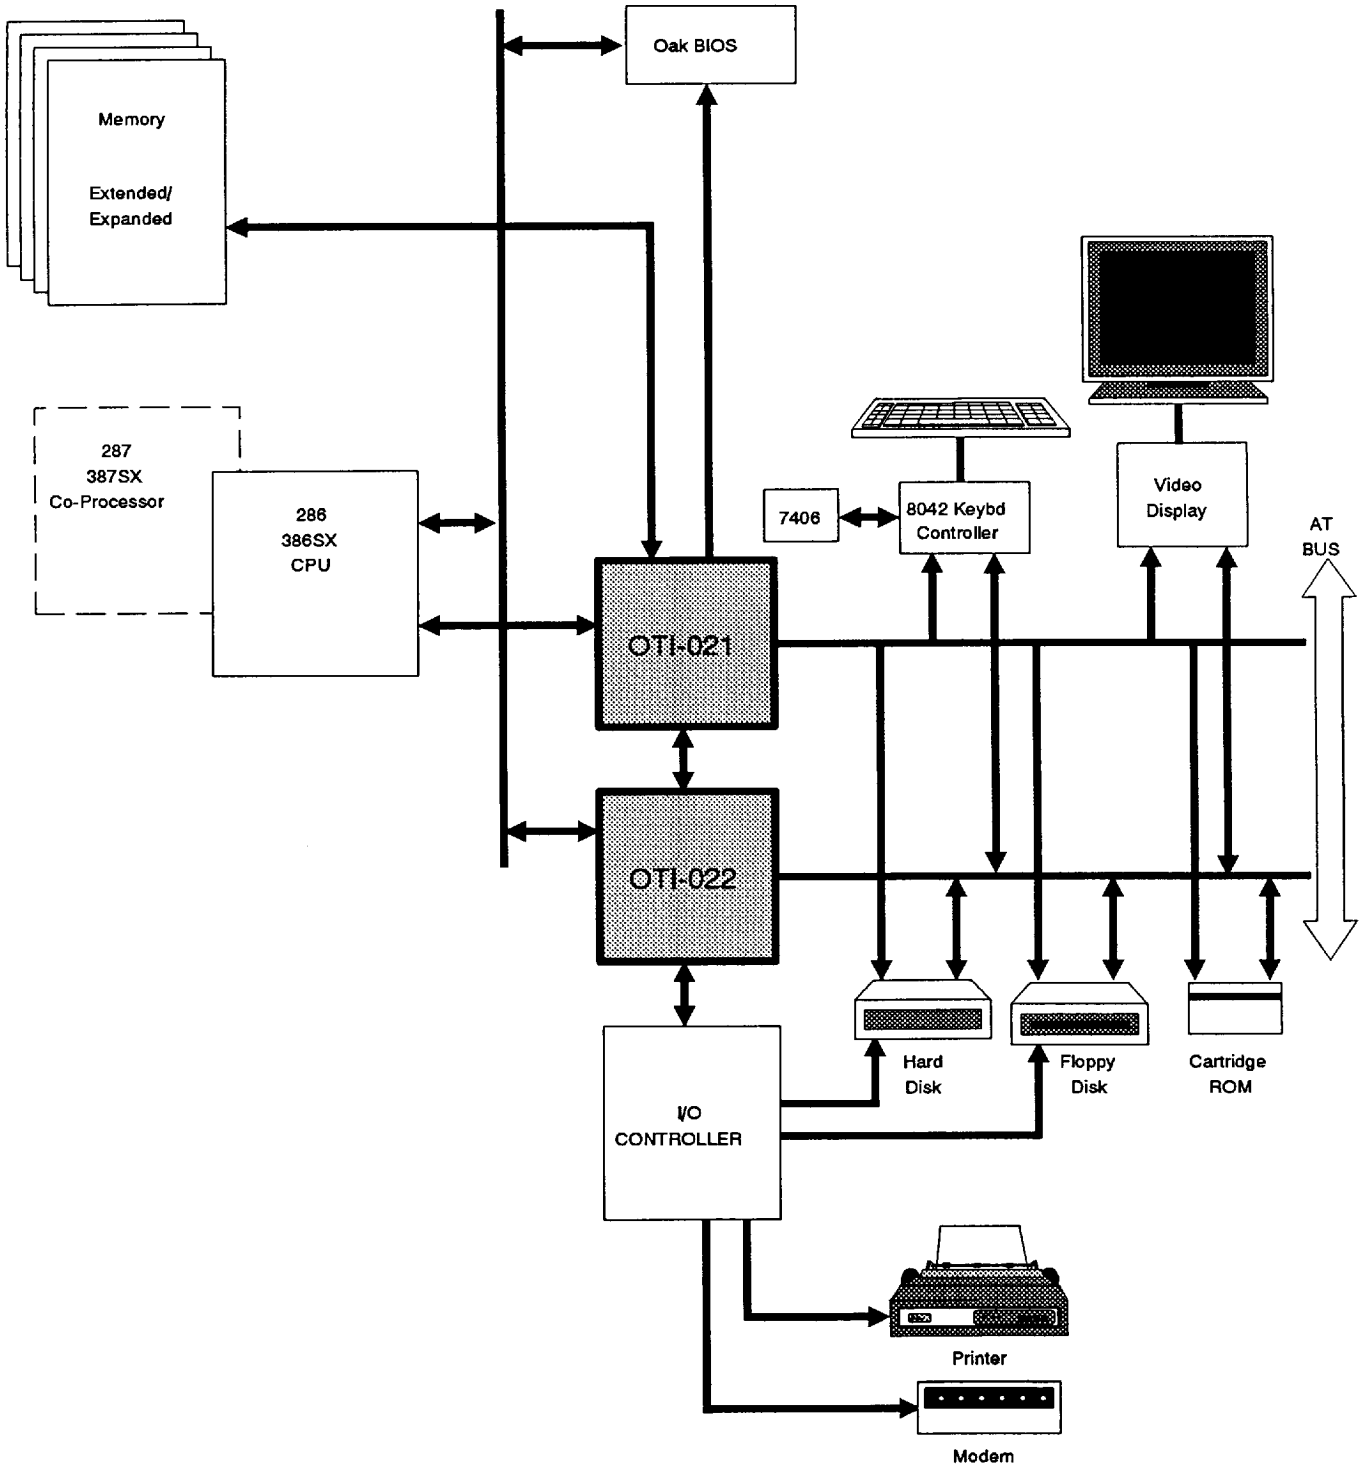 Oak BIOS
Memory
Extended/
Expanded
287
387SX
Co-Processor
286
386SX
CPU
7406
8042 Keybd
Controller
Video
Display
AT
BUS
OTI-021
OTI-022
I/O
CONTROLLER
Hard
Disk
Floppy
Disk
Cartridge
ROM
Printer
Modem